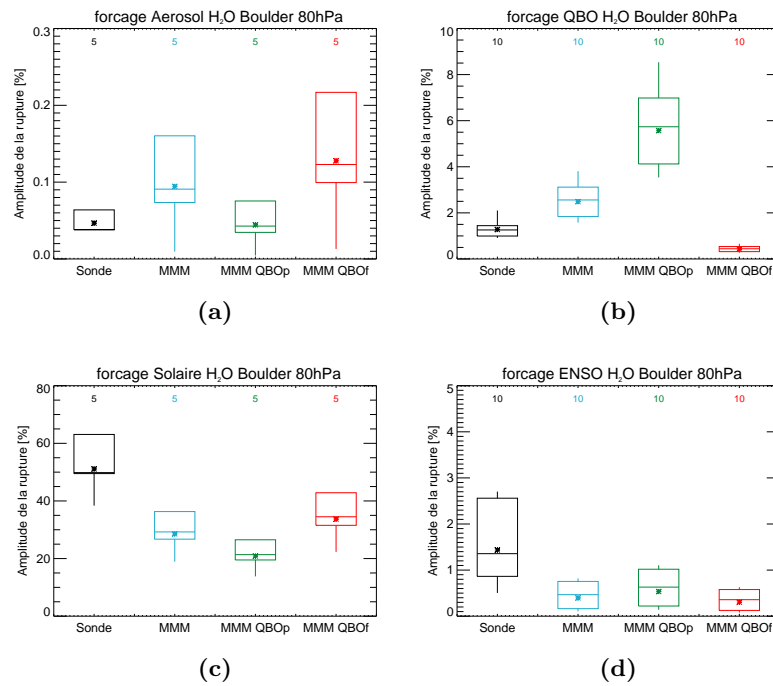 forcage Aerosol H₂O Boulder 80hPa
5 5 5 5
Amplitude de la rupture [%]
0.3
0.2
0.1
0.0
Sonde MMM MMM QBOp MMM QBOf
(a)
forcage QBO H₂O Boulder 80hPa
10 10 10 10
Amplitude de la rupture [%]
10
8
6
4
2
0
Sonde MMM MMM QBOp MMM QBOf
(b)
forcage Solaire H₂O Boulder 80hPa
5 5 5 5
Amplitude de la rupture [%]
80
60
40
20
0
Sonde MMM MMM QBOp MMM QBOf
(c)
forcage ENSO H₂O Boulder 80hPa
10 10 10 10
Amplitude de la rupture [%]
5
4
3
2
1
0
Sonde MMM MMM QBOp MMM QBOf
(d)